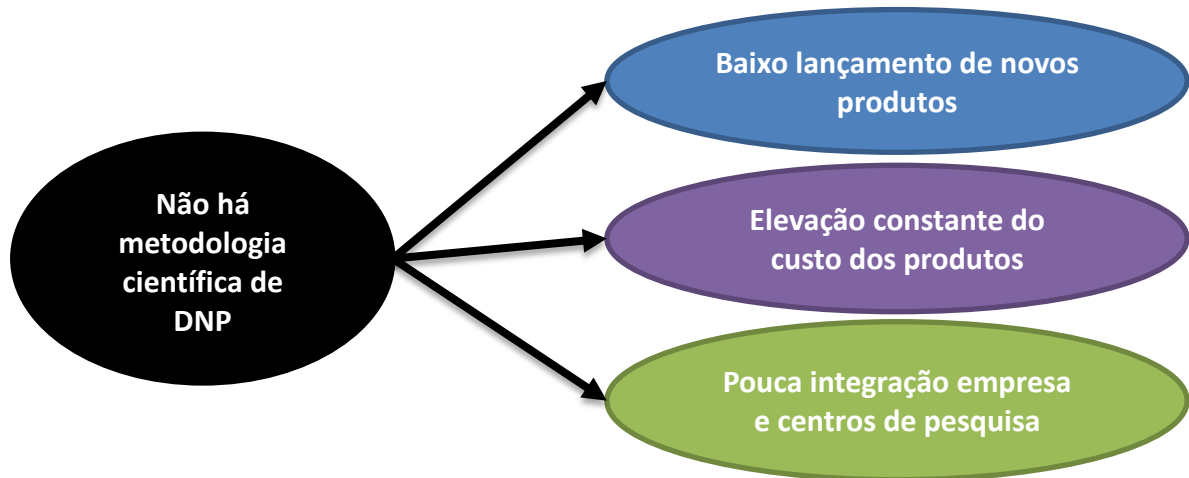 Não há
metodologia
científica de
DNP
Baixo lançamento de novos
produtos
Elevação constante do
custo dos produtos
Pouca integração empresa
e centros de pesquisa